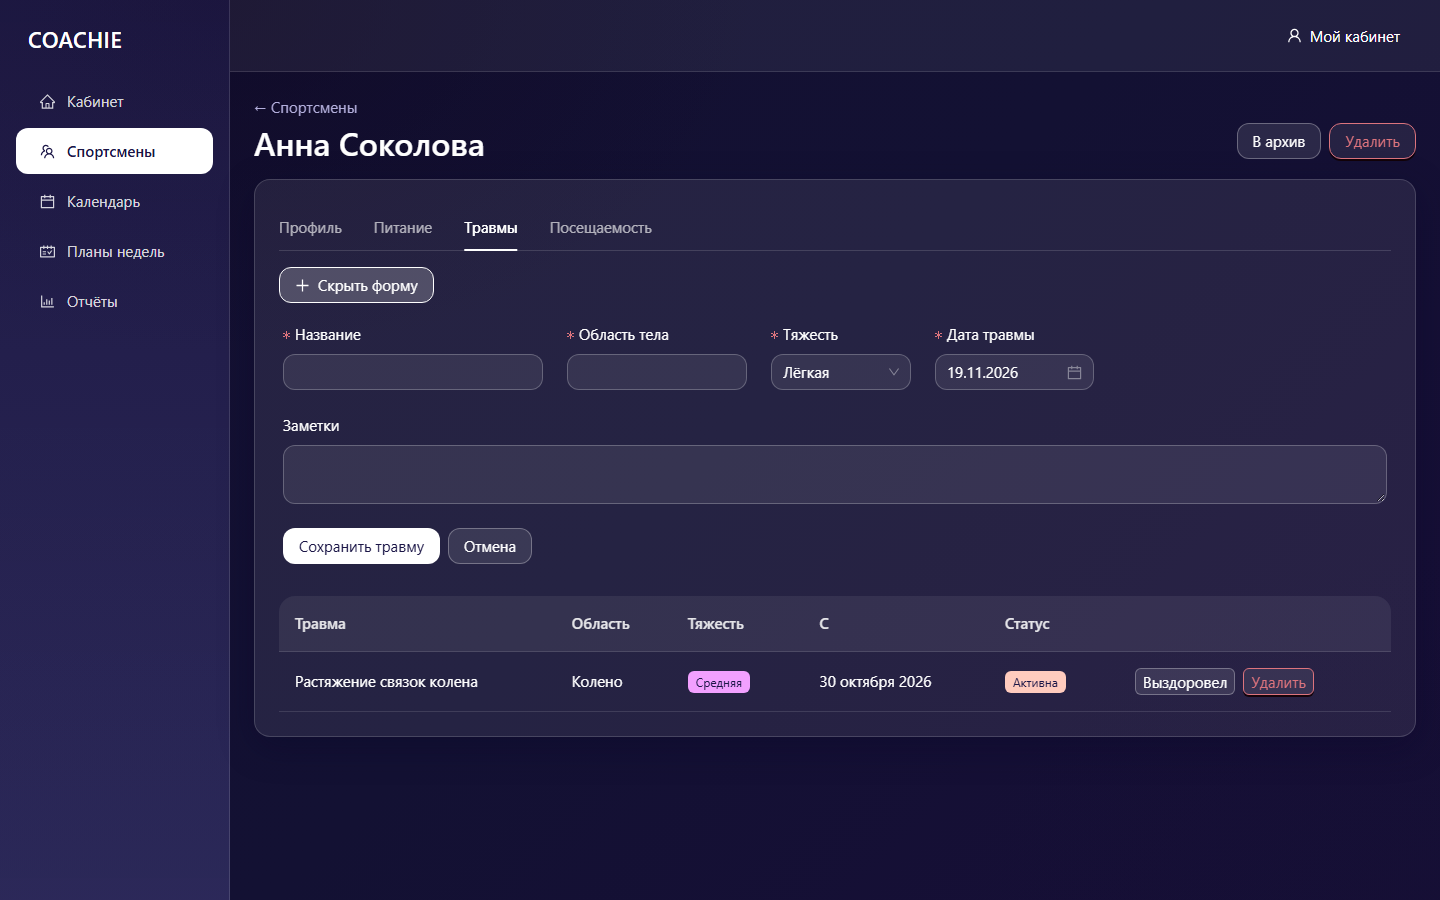 COACHIE
Мой кабинет
Кабинет
Спортсмены
Календарь
Планы недель
Отчёты
← Спортсмены
Анна Соколова
В архив
Удалить
Профиль
Питание
Травмы
Посещаемость
+ Скрыть форму
* Название
* Область тела
* Тяжесть
* Дата травмы
Лёгкая
19.11.2026
Заметки
Сохранить травму
Отмена
Травма
Область
Тяжесть
С
Статус
Растяжение связок колена
Колено
Средняя
30 октября 2026
Активна
Выздоровел
Удалить